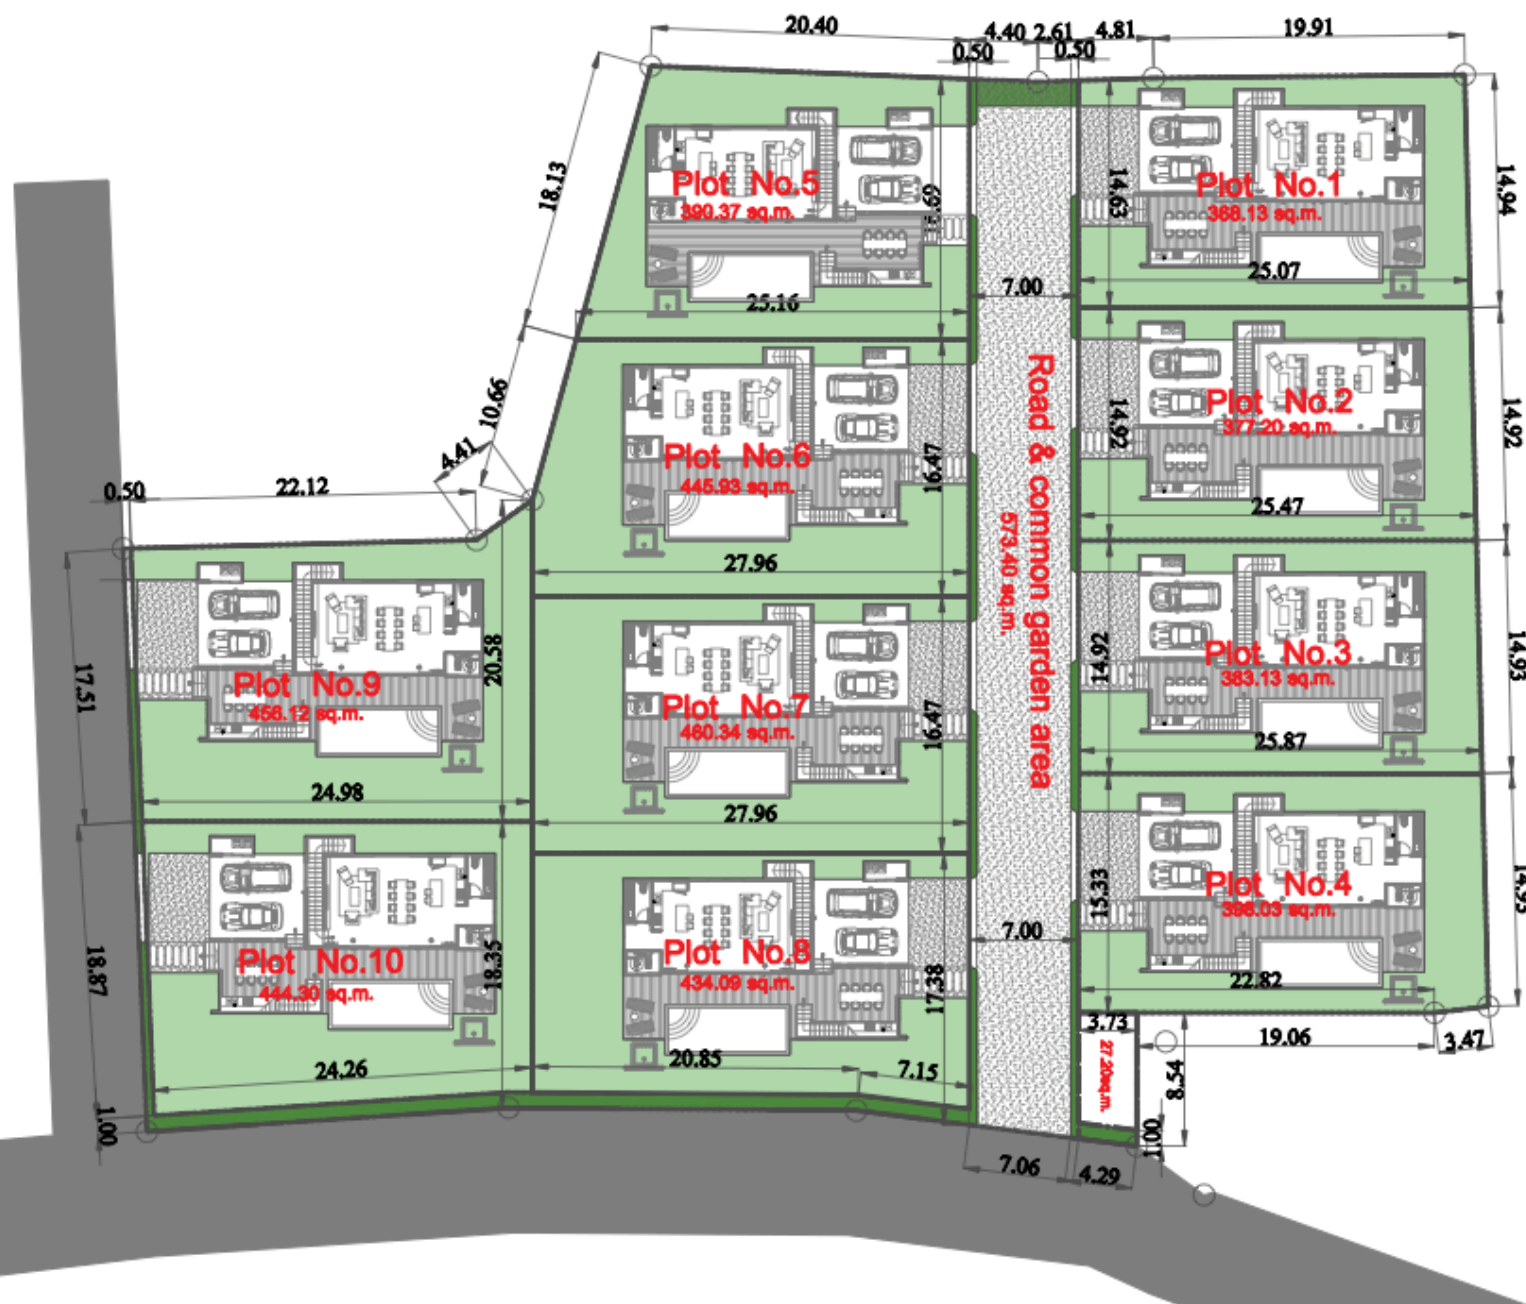 20.40
4.40
2.61
4.81
19.91
0.50
0.50
18.13
Plot No.5
390.37 sq.m.
25.16
14.63
Plot No.1
368.13 sq.m.
25.07
14.94
7.00
10.66
4.41
Plot No.6
445.93 sq.m.
16.47
27.96
Road & common garden area
573.40 sq.m.
14.92
Plot No.2
377.20 sq.m.
25.47
14.92
0.50
22.12
17.51
Plot No.9
456.12 sq.m.
20.58
24.98
Plot No.7
460.34 sq.m.
16.47
27.96
14.92
Plot No.3
383.13 sq.m.
25.87
14.93
18.87
Plot No.10
444.30 sq.m.
18.35
24.26
1.00
Plot No.8
434.09 sq.m.
17.38
20.85
7.15
7.00
15.33
Plot No.4
398.03 sq.m.
22.82
3.73
27.20sq.m.
19.06
3.47
8.54
1.00
7.06
4.29